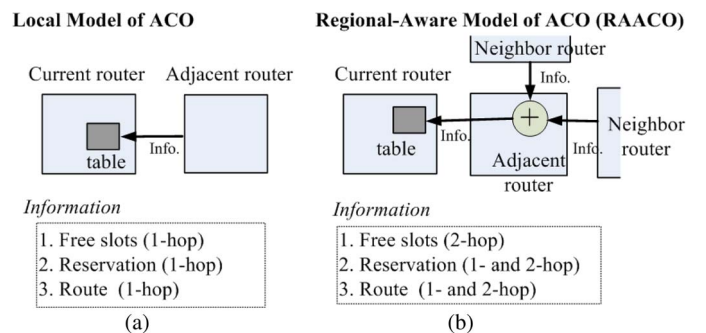 Local Model of ACO
Current router
Adjacent router
Info.
table
Information
1. Free slots (1-hop)
2. Reservation (1-hop)
3. Route (1-hop)
(a)
Regional-Aware Model of ACO (RAACO)
Neighbor router
Current router
Info.
+
Neighbor
router
table
Info.
Info.
Adjacent
router
Information
1. Free slots (2-hop)
2. Reservation (1- and 2-hop)
3. Route (1- and 2-hop)
(b)